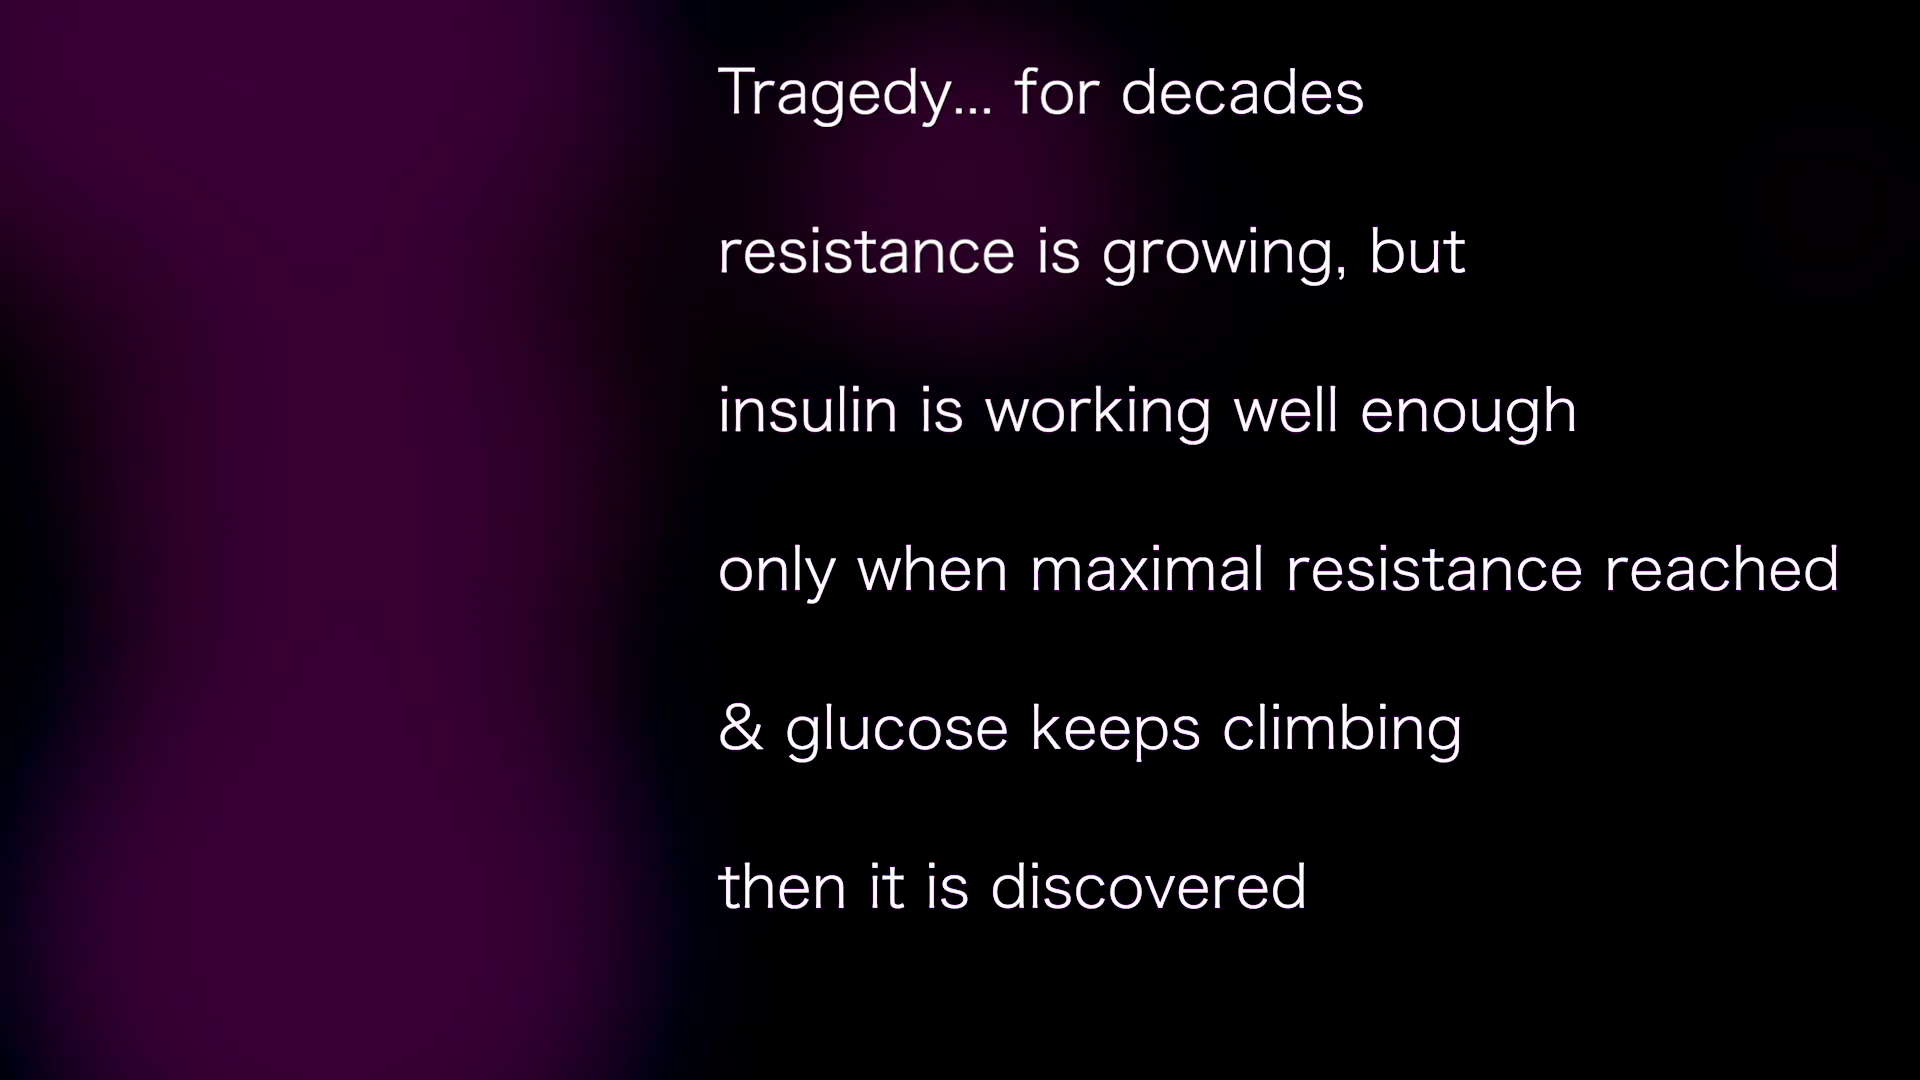 Tragedy... for decades
resistance is growing, but
insulin is working well enough
only when maximal resistance reached
& glucose keeps climbing
then it is discovered